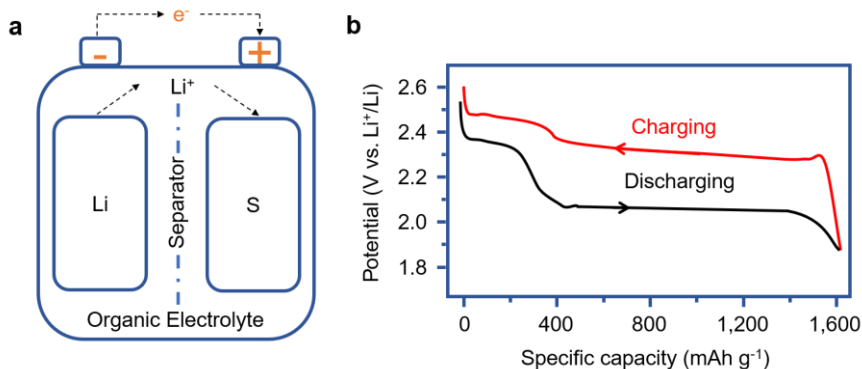 a
e⁻
-
+
Li⁺
Li
Separator
S
Organic Electrolyte
b
Potential (V vs. Li⁺/Li)
2.6
2.4
2.2
2.0
1.8
Charging
Discharging
0
400
800
1,200
1,600
Specific capacity (mAh g⁻¹)